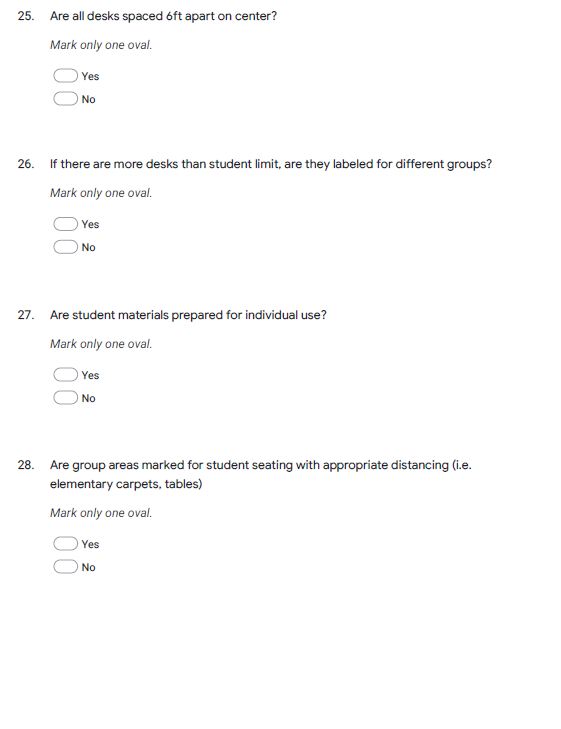 25. Are all desks spaced 6ft apart on center?
Mark only one oval.
Yes
No
26. If there are more desks than student limit, are they labeled for different groups?
Mark only one oval.
Yes
No
27. Are student materials prepared for individual use?
Mark only one oval.
Yes
No
28. Are group areas marked for student seating with appropriate distancing (i.e.
elementary carpets, tables)
Mark only one oval.
Yes
No